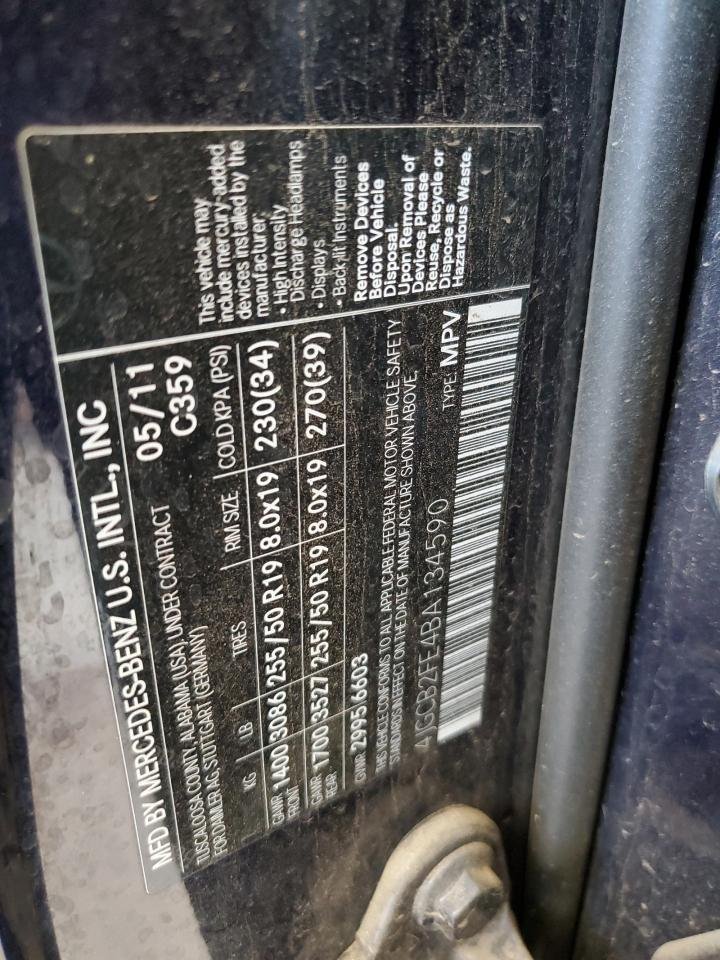 MFD BY MERCEDES-BENZ U.S. INTL., INC
TUSCALOOSA COUNTY, ALABAMA (USA) UNDER CONTRACT 05/11
FOR DAIMLER AG, STUTTGART (GERMANY) C359
KG LB TIRES RIM SIZE COLD KPA (PSI)
GAWR 1400 3086 255/50 R19 8.0x19 230(34)
FRONT
GAWR 1700 3527 255/50 R19 8.0x19 270(39)
REAR
GVWR 2995 6603
THIS VEHICLE CONFORMS TO ALL APPLICABLE FEDERAL MOTOR VEHICLE SAFETY
STANDARDS IN EFFECT ON THE DATE OF MANUFACTURE SHOWN ABOVE.
4JGCB2FE4BA134590 TYPE: MPV
This vehicle may
include mercury-added
devices installed by the
manufacturer:
• High Intensity
Discharge Headlamps
• Displays
• Back-lit Instruments
Remove Devices
Before Vehicle
Disposal.
Upon Removal of
Devices Please
Reuse, Recycle or
Dispose as
Hazardous Waste.